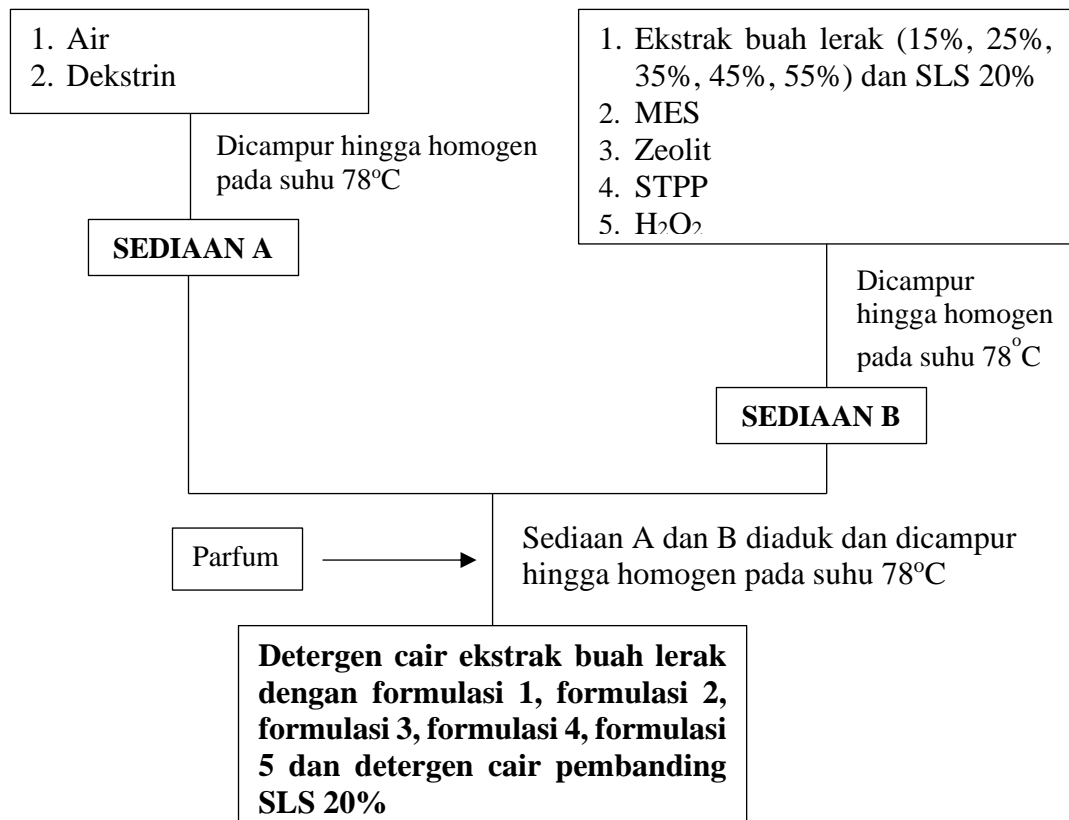 1. Air
2. Dekstrin
Dicampur hingga homogen
pada suhu 78°C
SEDIAAN A
1. Ekstrak buah lerak (15%, 25%,
35%, 45%, 55%) dan SLS 20%
2. MES
3. Zeolit
4. STPP
5. H₂O₂
Dicampur
hingga homogen
pada suhu 78°C
SEDIAAN B
Parfum
Sediaan A dan B diaduk dan dicampur
hingga homogen pada suhu 78°C
Detergen cair ekstrak buah lerak
dengan formulasi 1, formulasi 2,
formulasi 3, formulasi 4, formulasi
5 dan detergen cair pembanding
SLS 20%